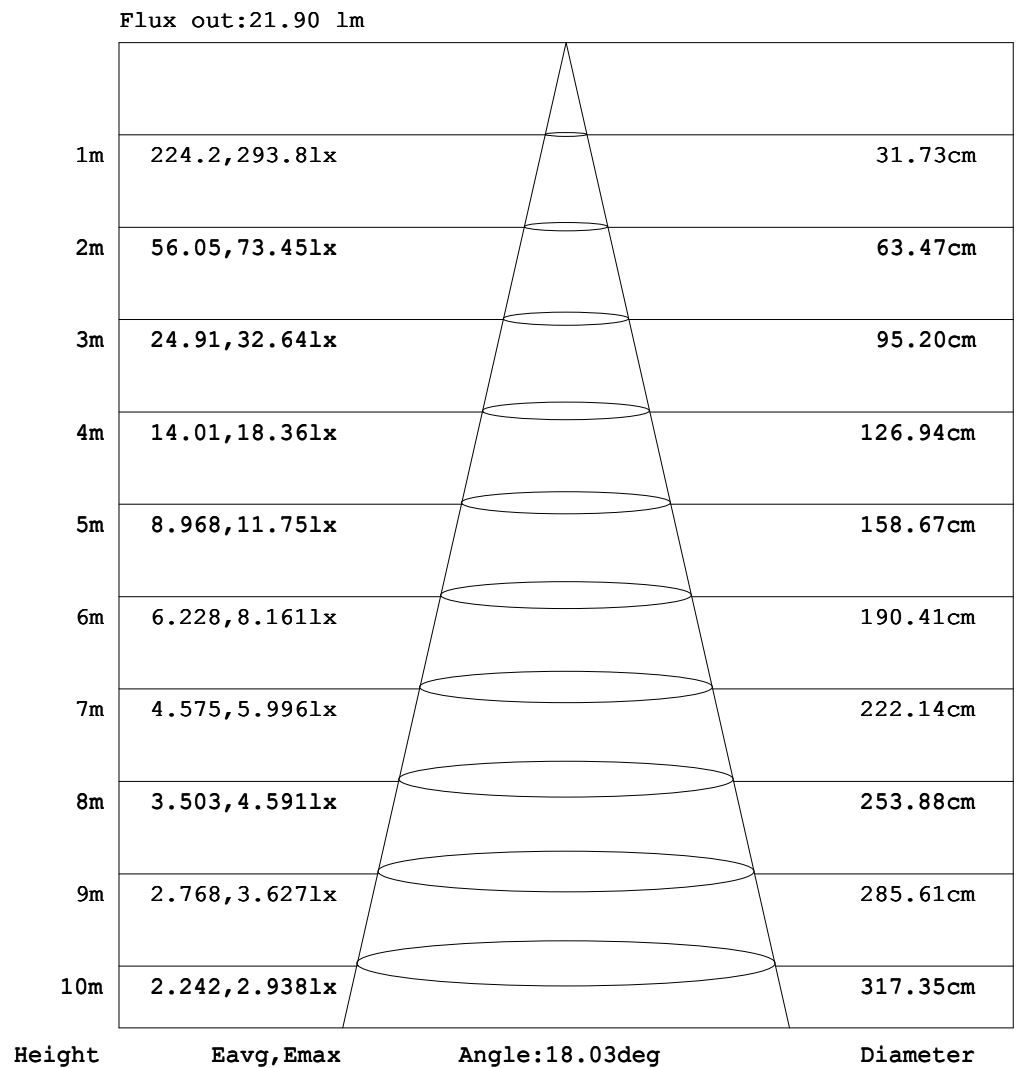 Flux out:21.90 lm
1m 224.2,293.8lx 31.73cm
2m 56.05,73.45lx 63.47cm
3m 24.91,32.64lx 95.20cm
4m 14.01,18.36lx 126.94cm
5m 8.968,11.75lx 158.67cm
6m 6.228,8.161lx 190.41cm
7m 4.575,5.996lx 222.14cm
8m 3.503,4.591lx 253.88cm
9m 2.768,3.627lx 285.61cm
10m 2.242,2.938lx 317.35cm
Height Eavg,Emax Angle:18.03deg Diameter